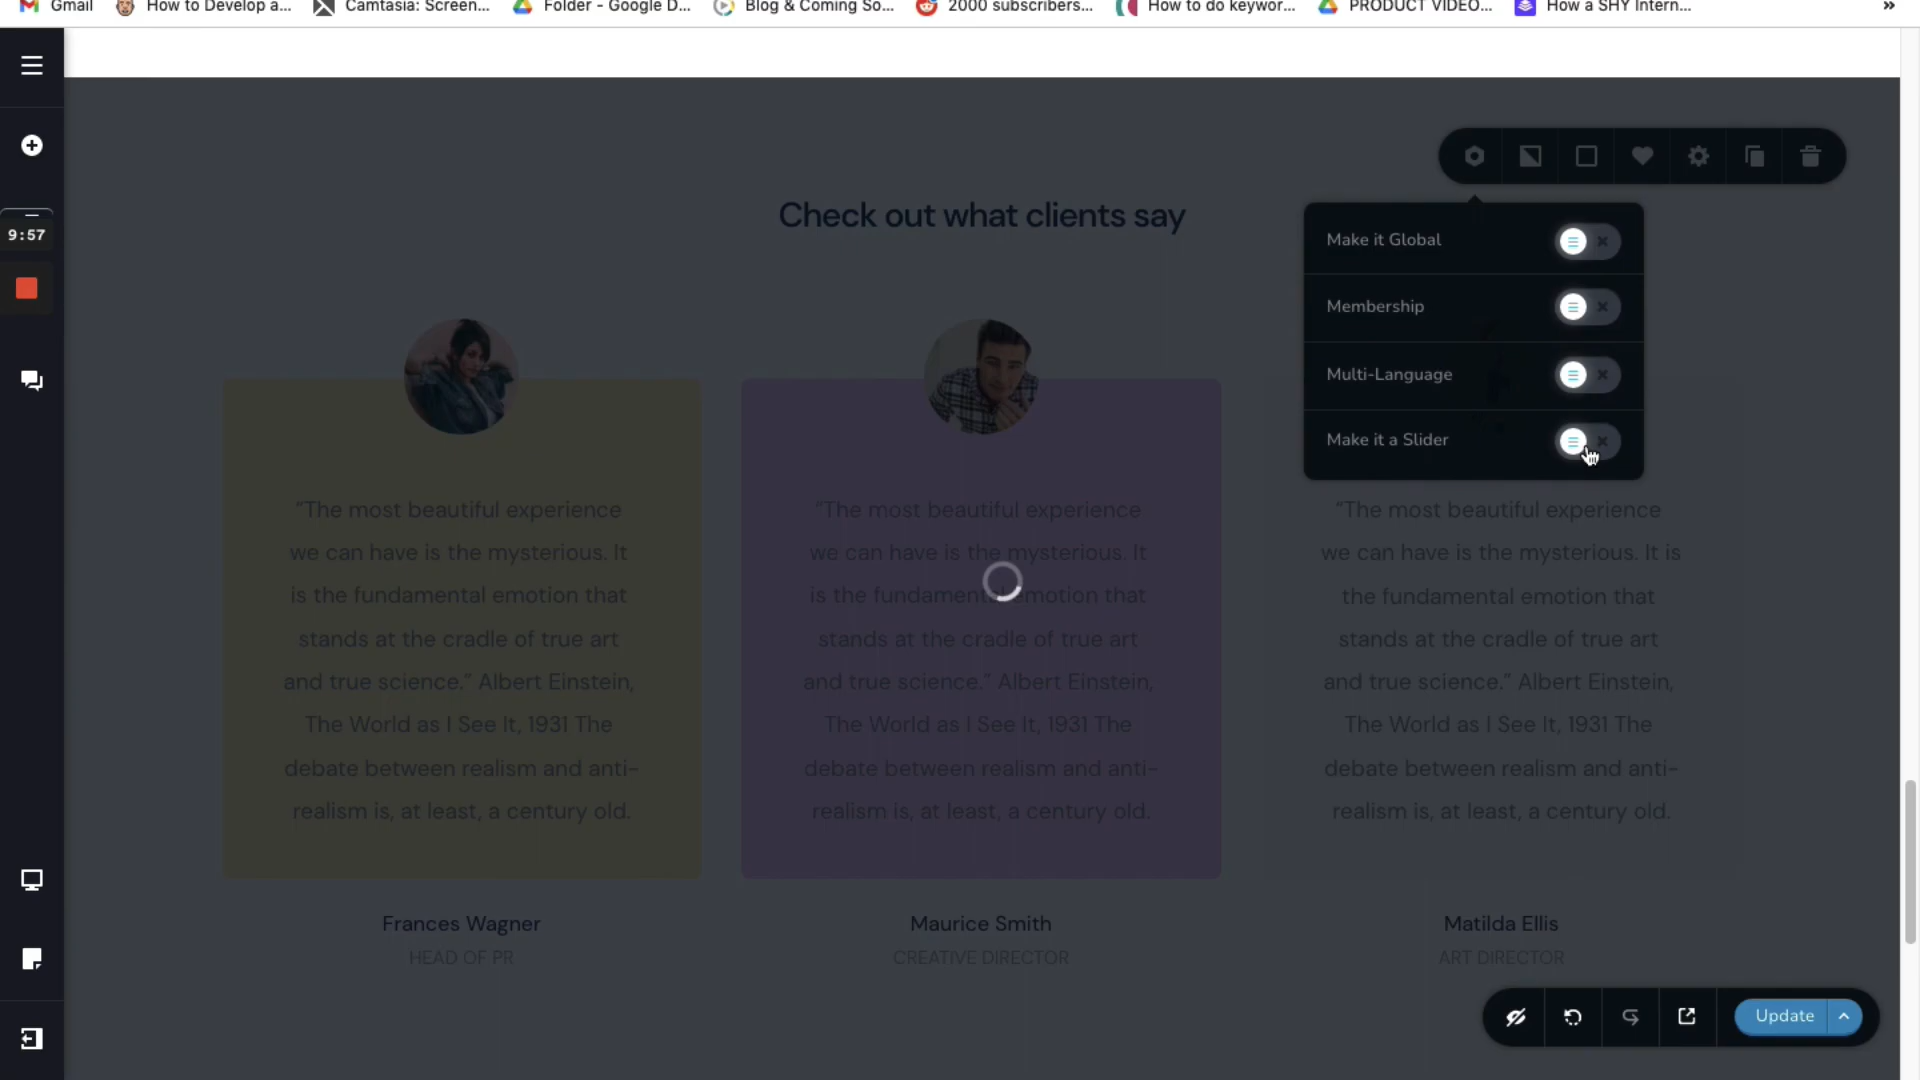 Gmail How to Develop a... Camtasia: Screen... Folder - Google D... Blog & Coming So... 2000 subscribers... How to do keywor... PRODUCT VIDEO... How a SHY Intern... »
9:57
Check out what clients say
Make it Global
Membership
Multi-Language
Make it a Slider
“The most beautiful experience
we can have is the mysterious. It
is the fundamental emotion that
stands at the cradle of true art
and true science.” Albert Einstein,
The World as I See It, 1931 The
debate between realism and anti-
realism is, at least, a century old.
Frances Wagner
HEAD OF PR
“The most beautiful experience
we can have is the mysterious. It
is the fundamental emotion that
stands at the cradle of true art
and true science.” Albert Einstein,
The World as I See It, 1931 The
debate between realism and anti-
realism is, at least, a century old.
Maurice Smith
CREATIVE DIRECTOR
“The most beautiful experience
we can have is the mysterious. It is
the fundamental emotion that
stands at the cradle of true art
and true science.” Albert Einstein,
The World as I See It, 1931 The
debate between realism and anti-
realism is, at least, a century old.
Matilda Ellis
ART DIRECTOR
Update